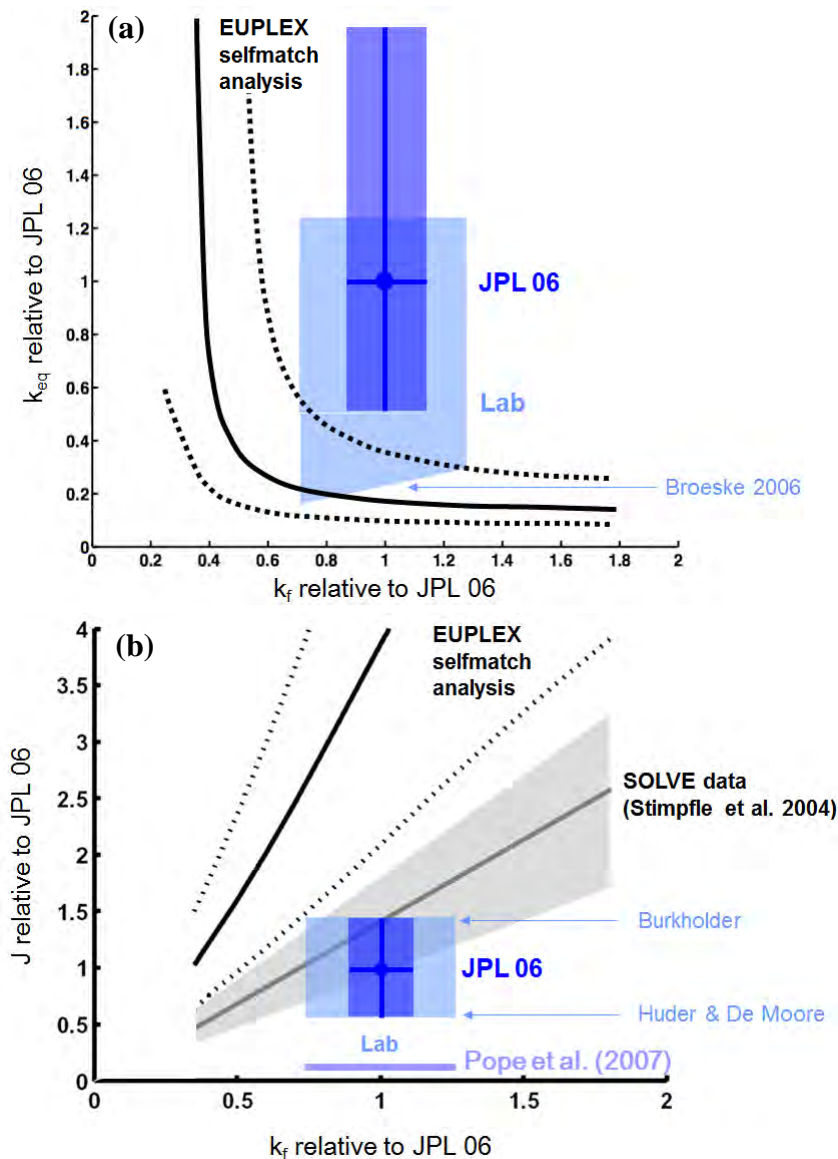 (a)
EUPLEX
selfmatch
analysis
2
1.8
1.6
1.4
1.2
1
0.8
0.6
0.4
0.2
0
k_eq relative to JPL 06
JPL 06
Lab
Broeske 2006
0 0.2 0.4 0.6 0.8 1 1.2 1.4 1.6 1.8 2
k_f relative to JPL 06
(b)
EUPLEX
selfmatch
analysis
4
3.5
3
2.5
2
1.5
1
0.5
0
J relative to JPL 06
SOLVE data
(Stimpfle et al. 2004)
Burkholder
JPL 06
Huder & De Moore
Lab
Pope et al. (2007)
0 0.5 1 1.5 2
k_f relative to JPL 06